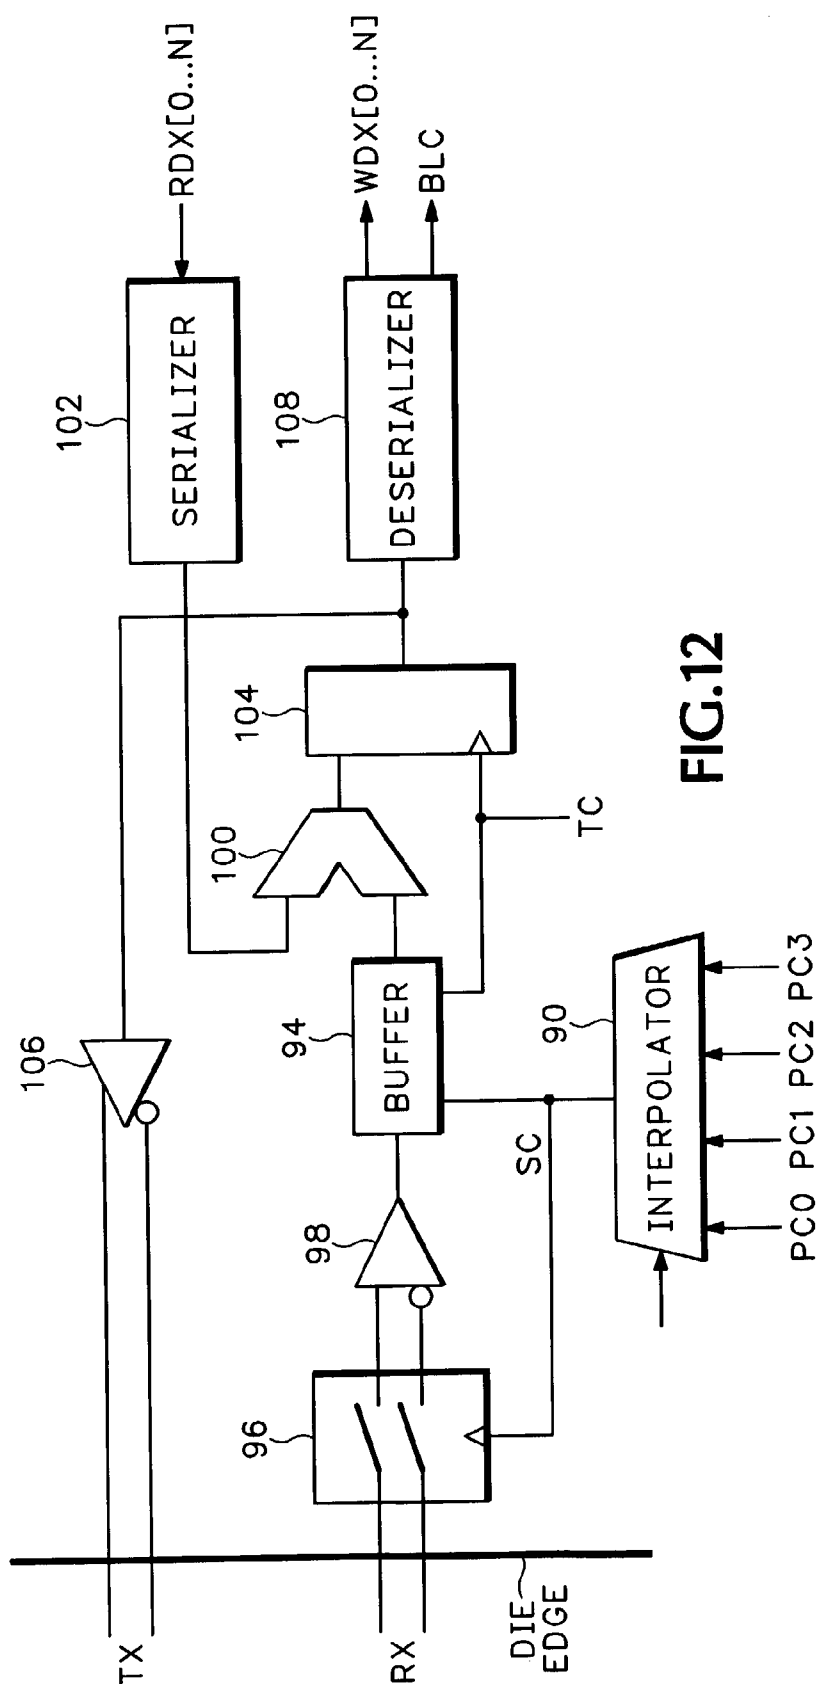 RDX[0...N]
102
SERIALIZER
WDX[0...N]
BLC
108
DESERIALIZER
106
104
100
94
BUFFER
TC
98
96
SC
90
INTERPOLATOR
PC0
PC1
PC2
PC3
TX
RX
DIE
EDGE
FIG.12